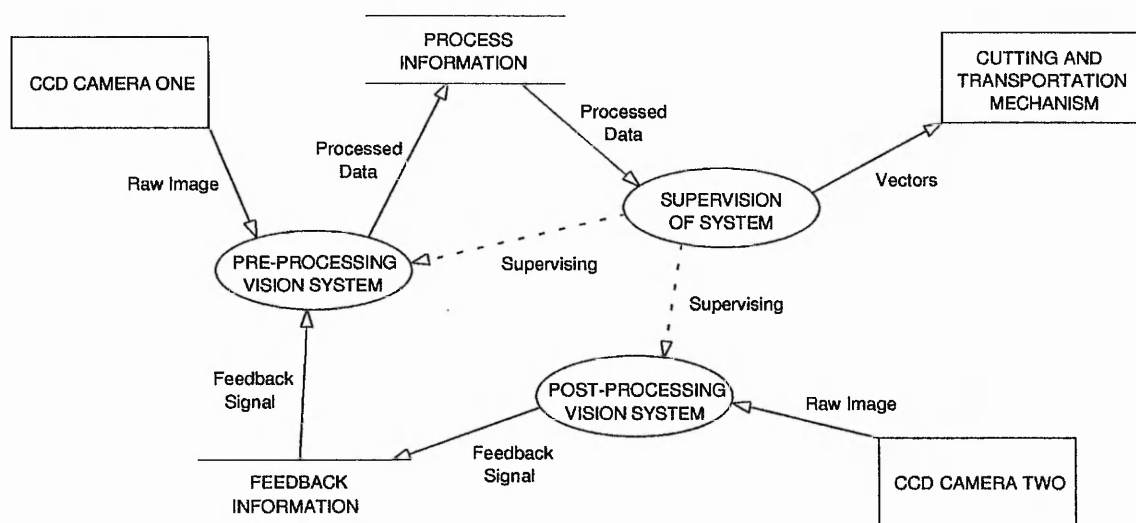 PROCESS
INFORMATION
CCD CAMERA ONE
CUTTING AND
TRANSPORTATION
MECHANISM
Processed
Data
Processed
Data
Raw Image
Vectors
SUPERVISION
OF SYSTEM
PRE-PROCESSING
VISION SYSTEM
Supervising
Supervising
Feedback
Signal
POST-PROCESSING
VISION SYSTEM
Raw Image
Feedback
Signal
FEEDBACK
INFORMATION
CCD CAMERA TWO